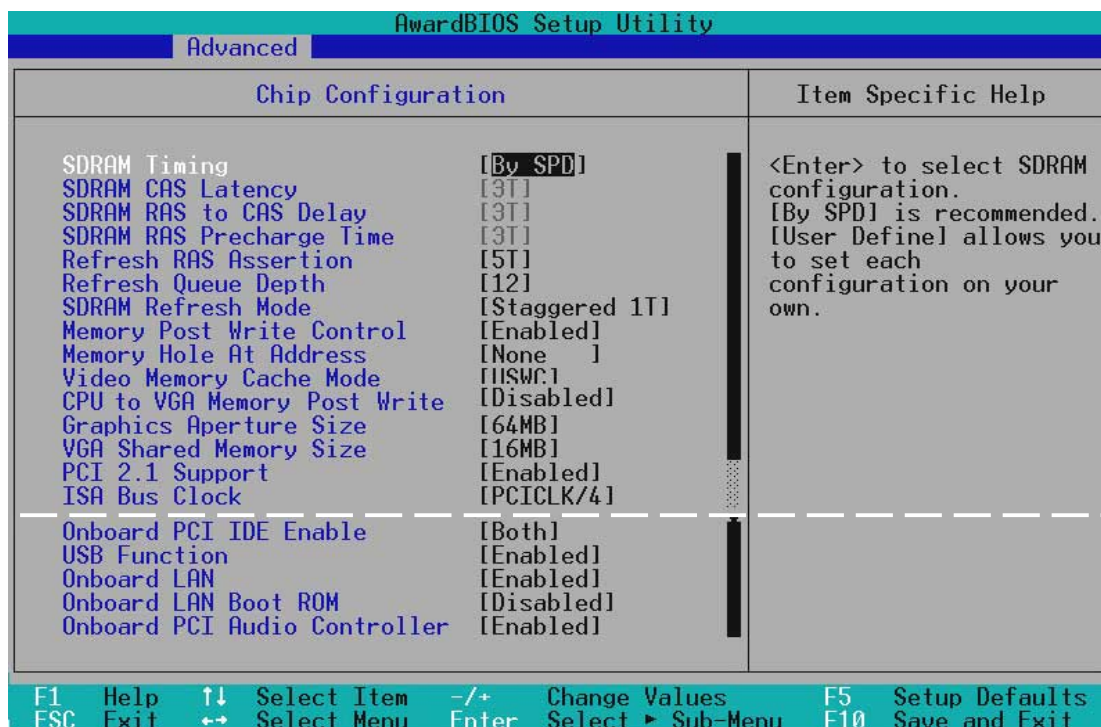 AwardBIOS Setup Utility
Advanced
Chip Configuration
Item Specific Help
SDRAM Timing [By SPD]
SDRAM CAS Latency [3T]
SDRAM RAS to CAS Delay [3T]
SDRAM RAS Precharge Time [3T]
Refresh RAS Assertion [5T]
Refresh Queue Depth [12]
SDRAM Refresh Mode [Staggered 1T]
Memory Post Write Control [Enabled]
Memory Hole At Address [None ]
Video Memory Cache Mode [USWC]
CPU to VGA Memory Post Write [Disabled]
Graphics Aperture Size [64MB]
VGA Shared Memory Size [16MB]
PCI 2.1 Support [Enabled]
ISA Bus Clock [PCICLK/4]
Onboard PCI IDE Enable [Both]
USB Function [Enabled]
Onboard LAN [Enabled]
Onboard LAN Boot ROM [Disabled]
Onboard PCI Audio Controller [Enabled]
<Enter> to select SDRAM
configuration.
[By SPD] is recommended.
[User Define] allows you
to set each
configuration on your
own.
F1 Help ↑↓ Select Item -/+ Change Values F5 Setup Defaults
ESC Exit ←→ Select Menu Enter Select ► Sub-Menu F10 Save and Exit